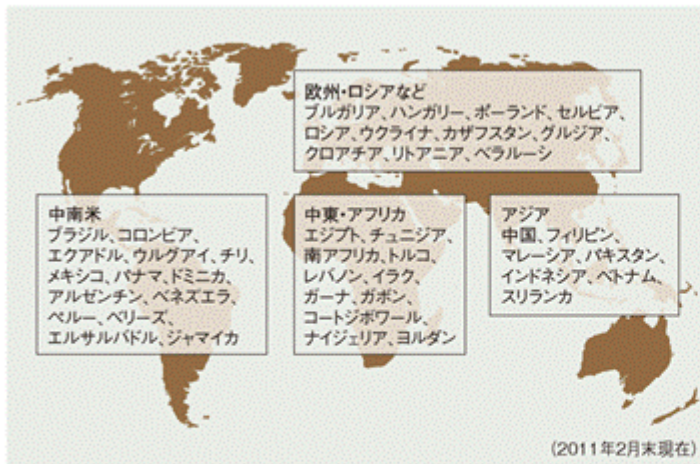 欧州・ロシアなど
ブルガリア、ハンガリー、ポーランド、セルビア、
ロシア、ウクライナ、カザフスタン、グルジア、
クロアチア、リトアニア、ベラルーシ
中南米
ブラジル、コロンビア、
エクアドル、ウルグアイ、チリ、
メキシコ、パナマ、ドミニカ、
アルゼンチン、ベネズエラ、
ペルー、ベリーズ、
エルサルバドル、ジャマイカ
中東・アフリカ
エジプト、チュニジア、
南アフリカ、トルコ、
レバノン、イラク、
ガーナ、ガボン、
コートジボワール、
ナイジェリア、ヨルダン
アジア
中国、フィリピン、
マレーシア、パキスタン、
インドネシア、ベトナム、
スリランカ
(2011年2月末現在)